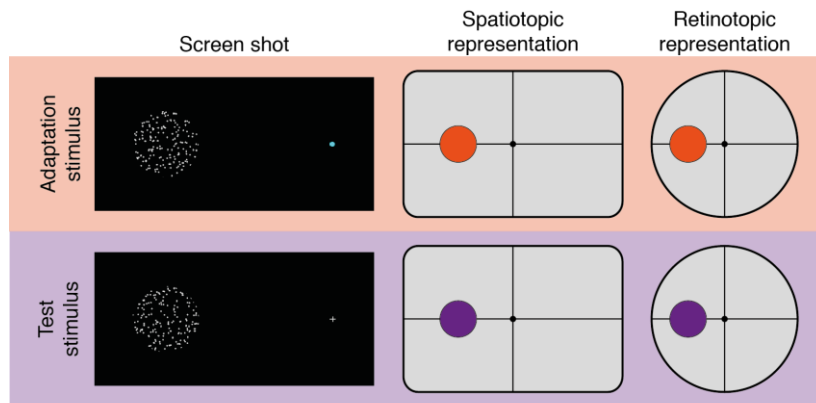 Screen shot
Spatiotopic
representation
Retinotopic
representation
Adaptation
stimulus
Test
stimulus